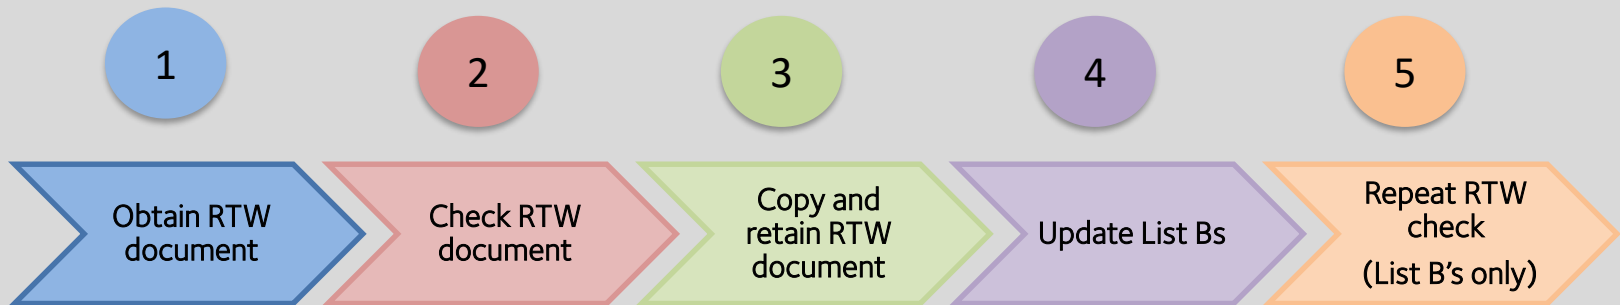 1
2
3
4
5
Obtain RTW
document
Check RTW
document
Copy and
retain RTW
document
Update List Bs
Repeat RTW
check
(List B’s only)